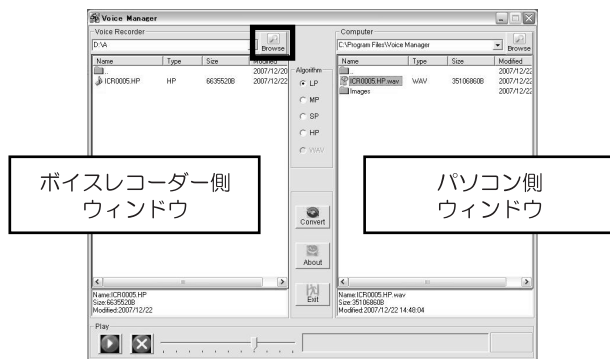 Voice Manager
Voice Recorder
D:\A
Browse
Name Type Size Modified
.. 2007/12/20
ICR0005.HP HP 6635520B 2007/12/22
Algorithm
LP
MP
SP
HP
WAV
Convert
About
Exit
Computer
C:\Program Files\Voice Manager
Browse
Name Type Size Modified
.. 2007/12/22
ICR0005.HP.wav WAV 35106860B 2007/12/22
Images 2007/12/22
ボイスレコーダー側
ウィンドウ
パソコン側
ウィンドウ
Name:ICR0005.HP
Size:6635520B
Modified:2007/12/22
Name:ICR0005.HP.wav
Size:35106860B
Modified:2007/12/22 14:48:04
Play